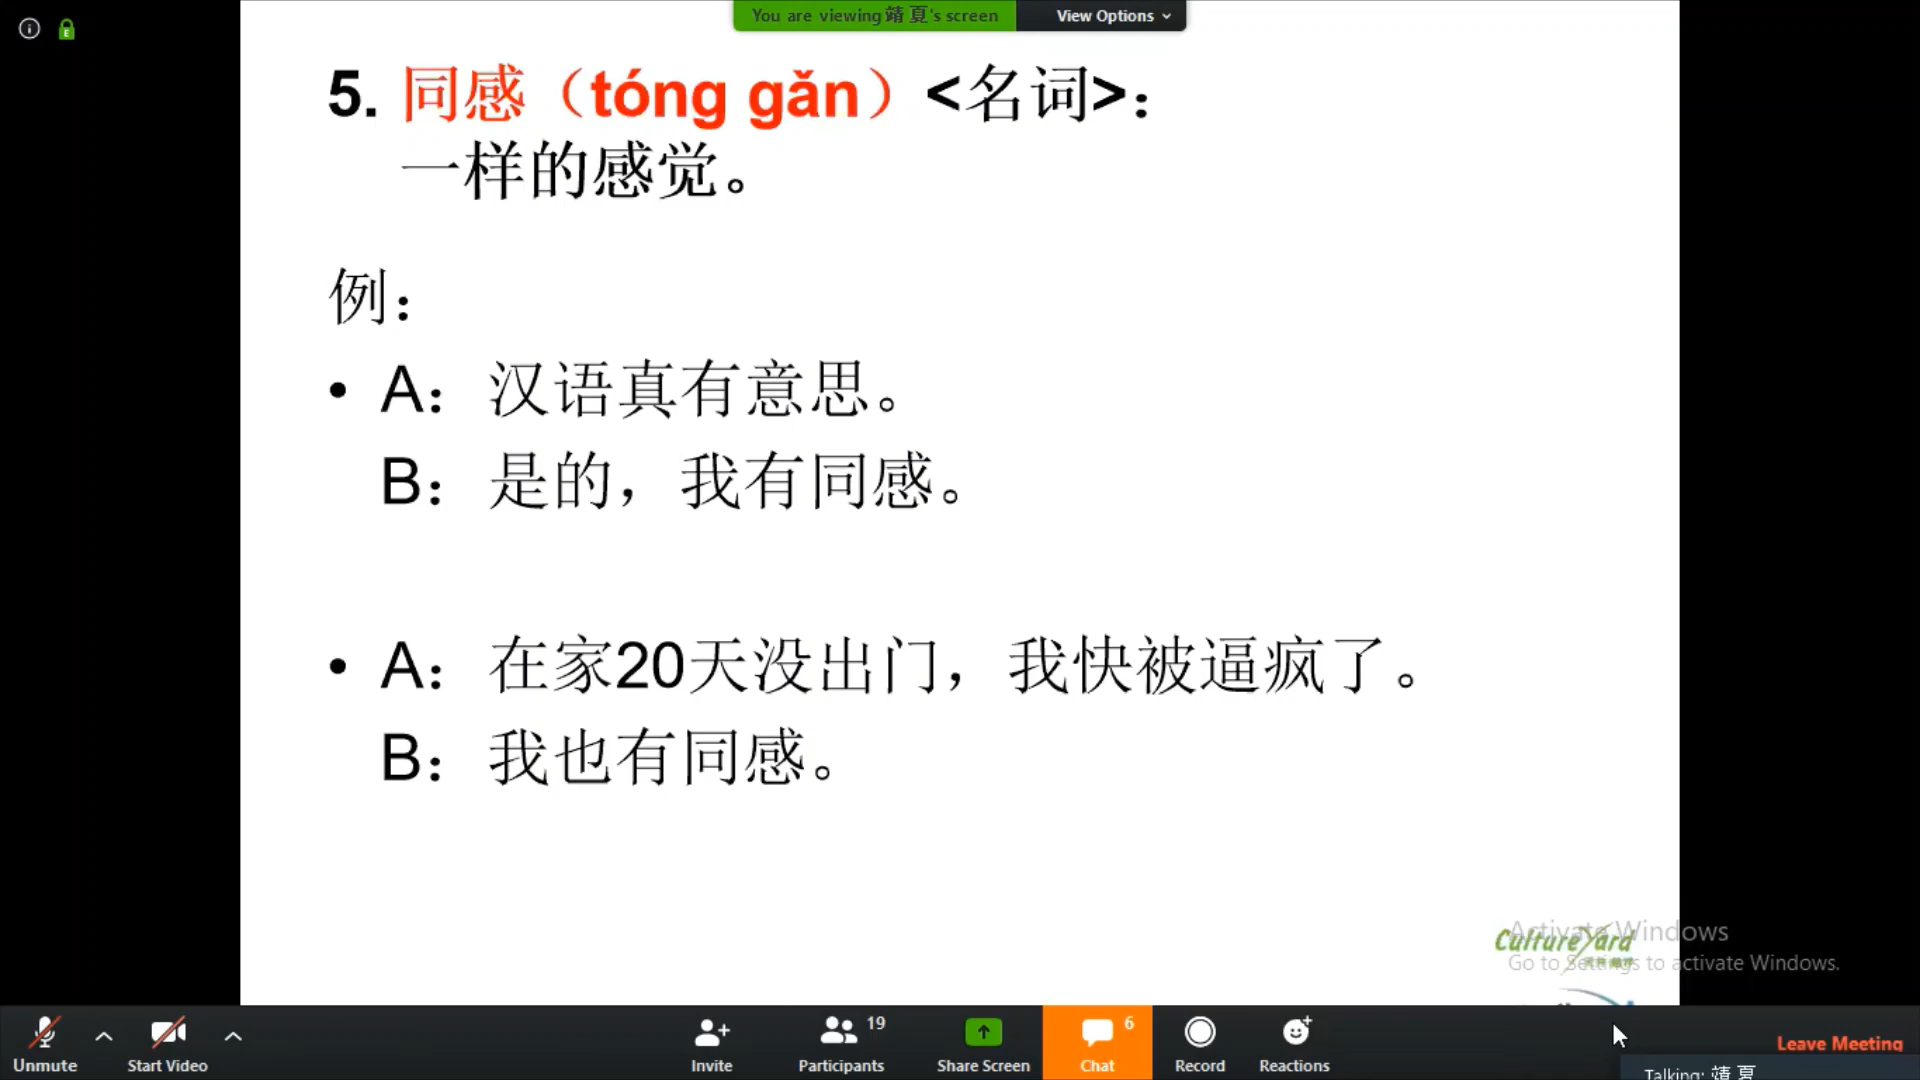 You are viewing 靖 夏's screen
View Options
5. 同感（tóng gǎn）<名词>：
一样的感觉。
例：
• A：汉语真有意思。
B：是的，我有同感。
• A：在家20天没出门，我快被逼疯了。
B：我也有同感。
CultureYard
Activate Windows
Go to Settings to activate Windows.
Unmute
Start Video
Invite
Participants 19
Share Screen
Chat 6
Record
Reactions
Leave Meeting
Talking: 靖 夏